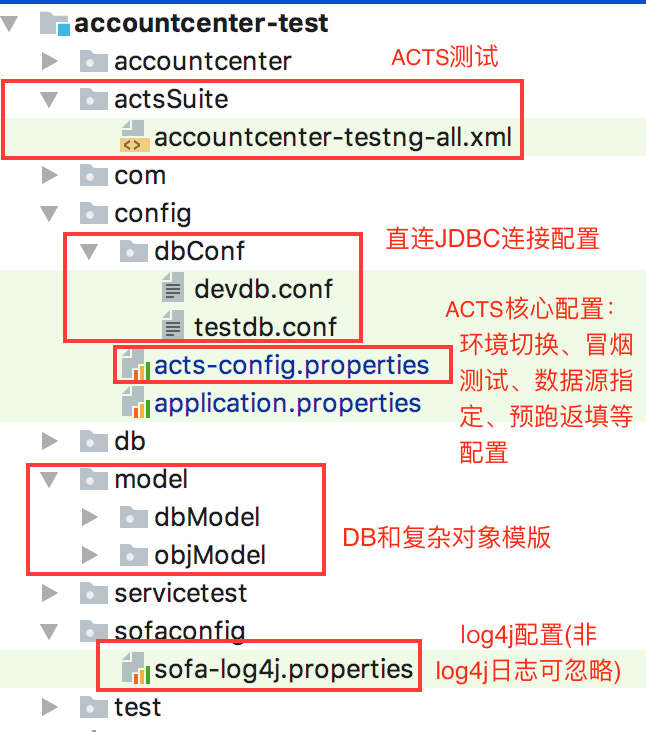 accountcenter-test
accountcenter
ACTS测试
actsSuite
accountcenter-testng-all.xml
com
config
直连JDBC连接配置
dbConf
devdb.conf
testdb.conf
ACTS核心配置：
环境切换、冒烟
测试、数据源指
定、预跑返填等
配置
acts-config.properties
application.properties
db
model
dbModel
objModel
DB和复杂对象模版
servicetest
sofaconfig
log4j配置(非
log4j日志可忽略)
sofa-log4j.properties
test